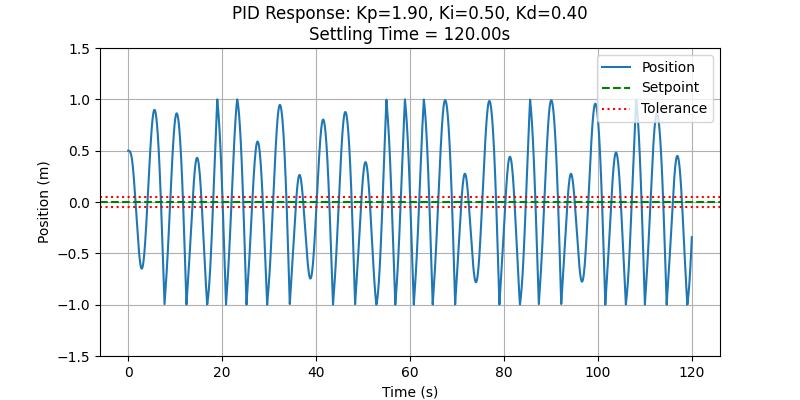 PID Response: Kp=1.90, Ki=0.50, Kd=0.40
Settling Time = 120.00s
1.5
1.0
0.5
0.0
−0.5
−1.0
−1.5
Position (m)
Position
Setpoint
Tolerance
0 20 40 60 80 100 120
Time (s)